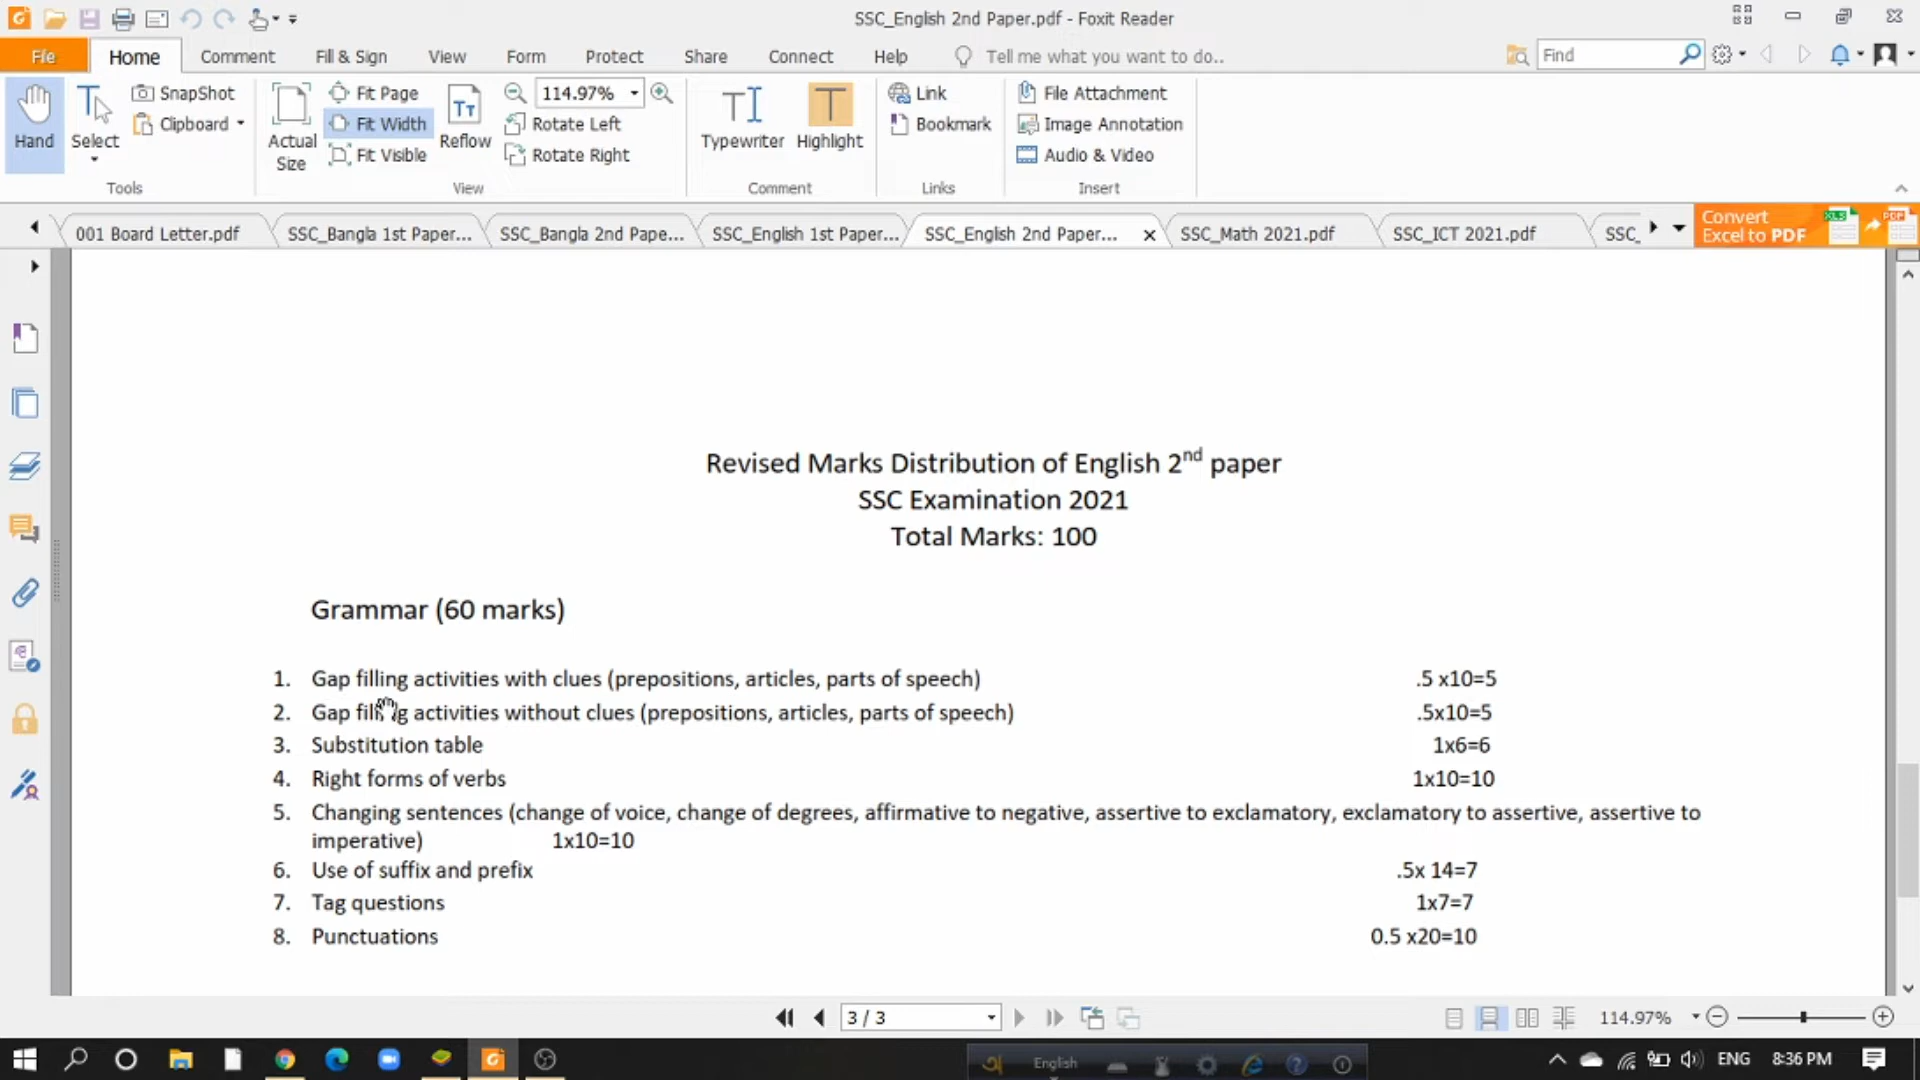 SSC_English 2nd Paper.pdf - Foxit Reader
File Home Comment Fill & Sign View Form Protect Share Connect Help Tell me what you want to do.. Find
Hand
Select
SnapShot
Clipboard
Tools
Actual Size
Fit Page
Fit Width
Fit Visible
Reflow
114.97%
Rotate Left
Rotate Right
View
Typewriter
Highlight
Comment
Link
Bookmark
Links
File Attachment
Image Annotation
Audio & Video
Insert
001 Board Letter.pdf SSC_Bangla 1st Paper... SSC_Bangla 2nd Pape... SSC_English 1st Paper... SSC_English 2nd Paper... SSC_Math 2021.pdf SSC_ICT 2021.pdf SSC_
Convert
Excel to PDF
XLS PDF
Revised Marks Distribution of English 2nd paper
SSC Examination 2021
Total Marks: 100
Grammar (60 marks)
1. Gap filling activities with clues (prepositions, articles, parts of speech) .5 x10=5
2. Gap filling activities without clues (prepositions, articles, parts of speech) .5x10=5
3. Substitution table 1x6=6
4. Right forms of verbs 1x10=10
5. Changing sentences (change of voice, change of degrees, affirmative to negative, assertive to exclamatory, exclamatory to assertive, assertive to
imperative) 1x10=10
6. Use of suffix and prefix .5x 14=7
7. Tag questions 1x7=7
8. Punctuations 0.5 x20=10
3 / 3 114.97%
English ENG 8:36 PM